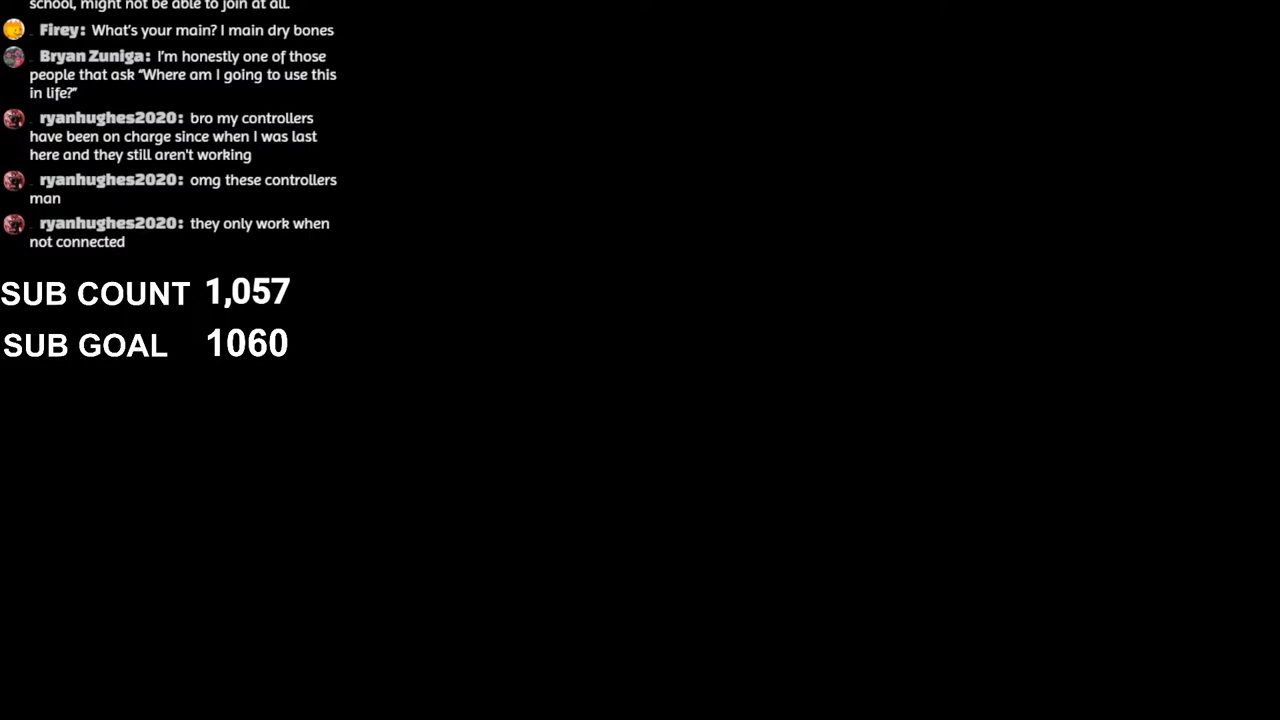 school, might not be able to join at all.
Firey: What's your main? I main dry bones
Bryan Zuniga: I'm honestly one of those
people that ask "Where am I going to use this
in life?"
ryanhughes2020: bro my controllers
have been on charge since when I was last
here and they still aren't working
ryanhughes2020: omg these controllers
man
ryanhughes2020: they only work when
not connected
SUB COUNT 1,057
SUB GOAL 1060